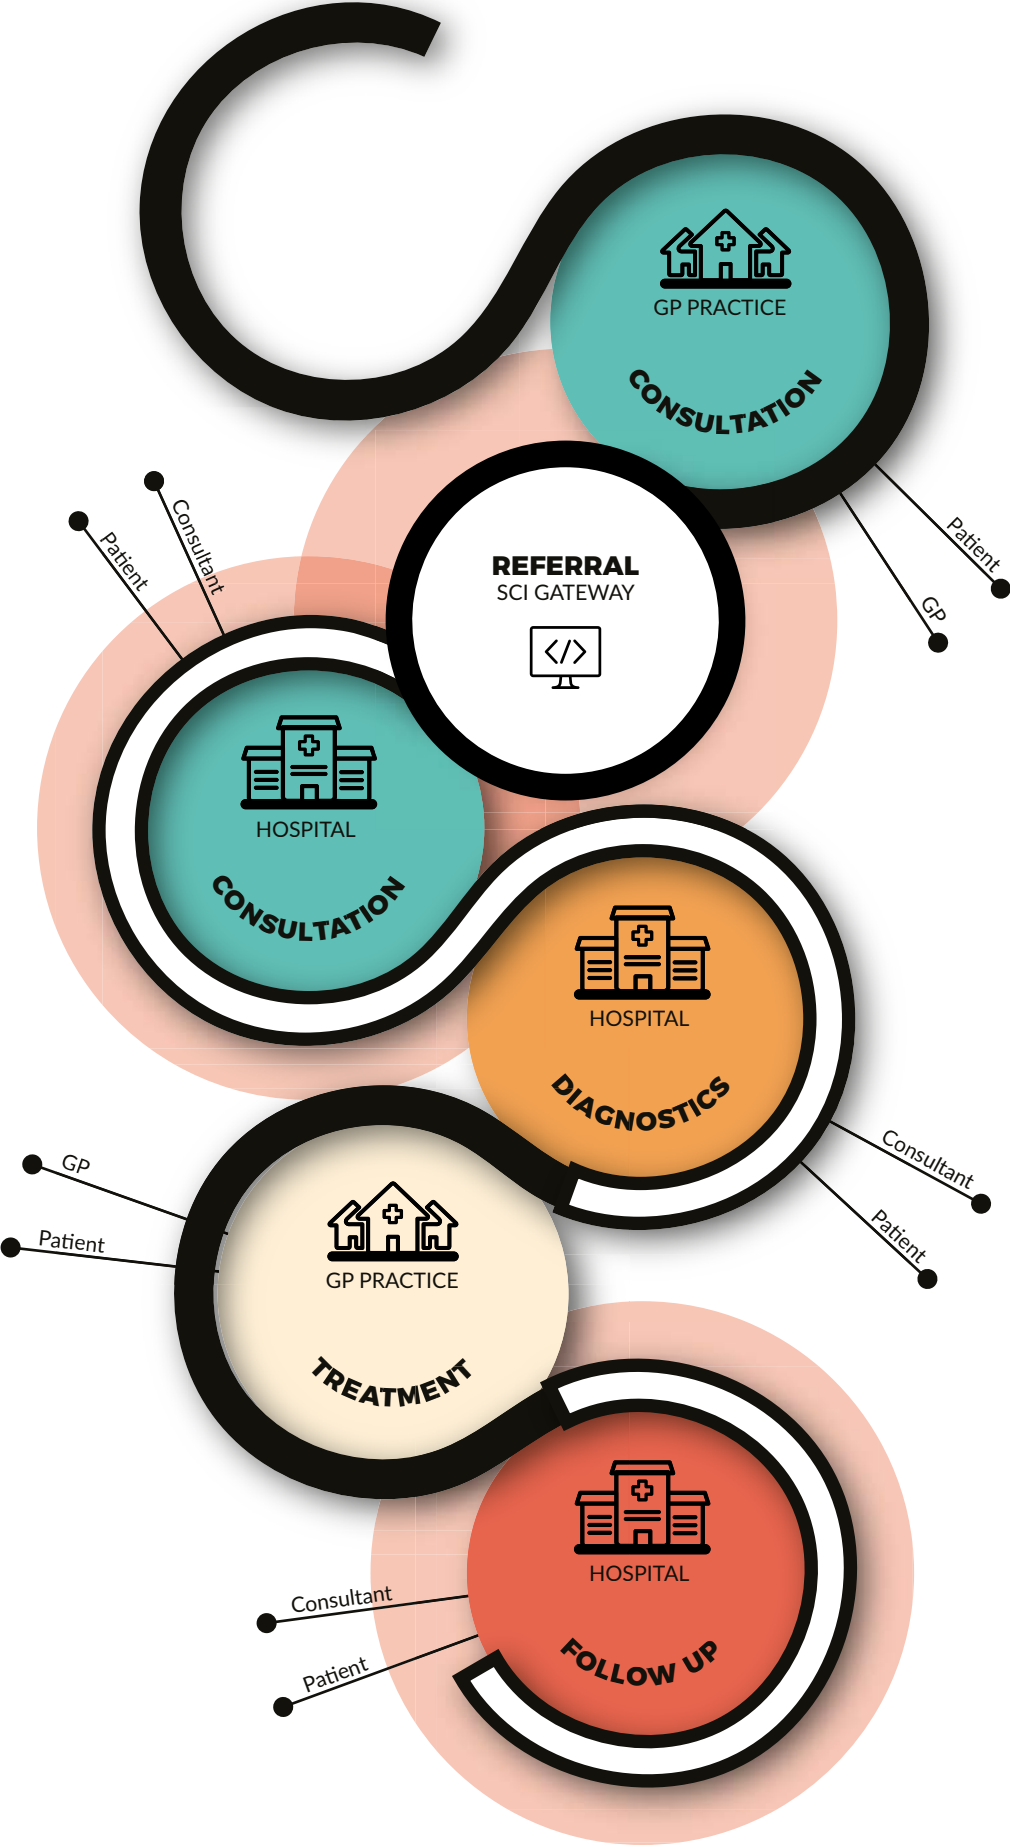 GP PRACTICE
CONSULTATION
Patient
GP
REFERRAL
SCI GATEWAY
</>
Consultant
Patient
HOSPITAL
CONSULTATION
HOSPITAL
DIAGNOSTICS
Consultant
Patient
GP
Patient
GP PRACTICE
TREATMENT
HOSPITAL
FOLLOW UP
Consultant
Patient